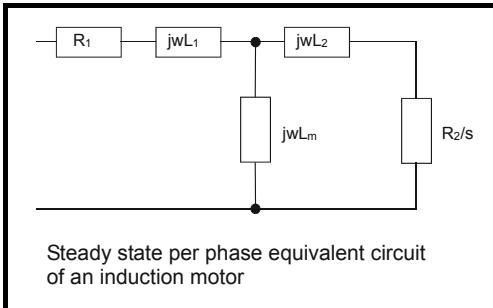 R₁
jwL₁
jwL₂
jwLₘ
R₂/s
Steady state per phase equivalent circuit
of an induction motor